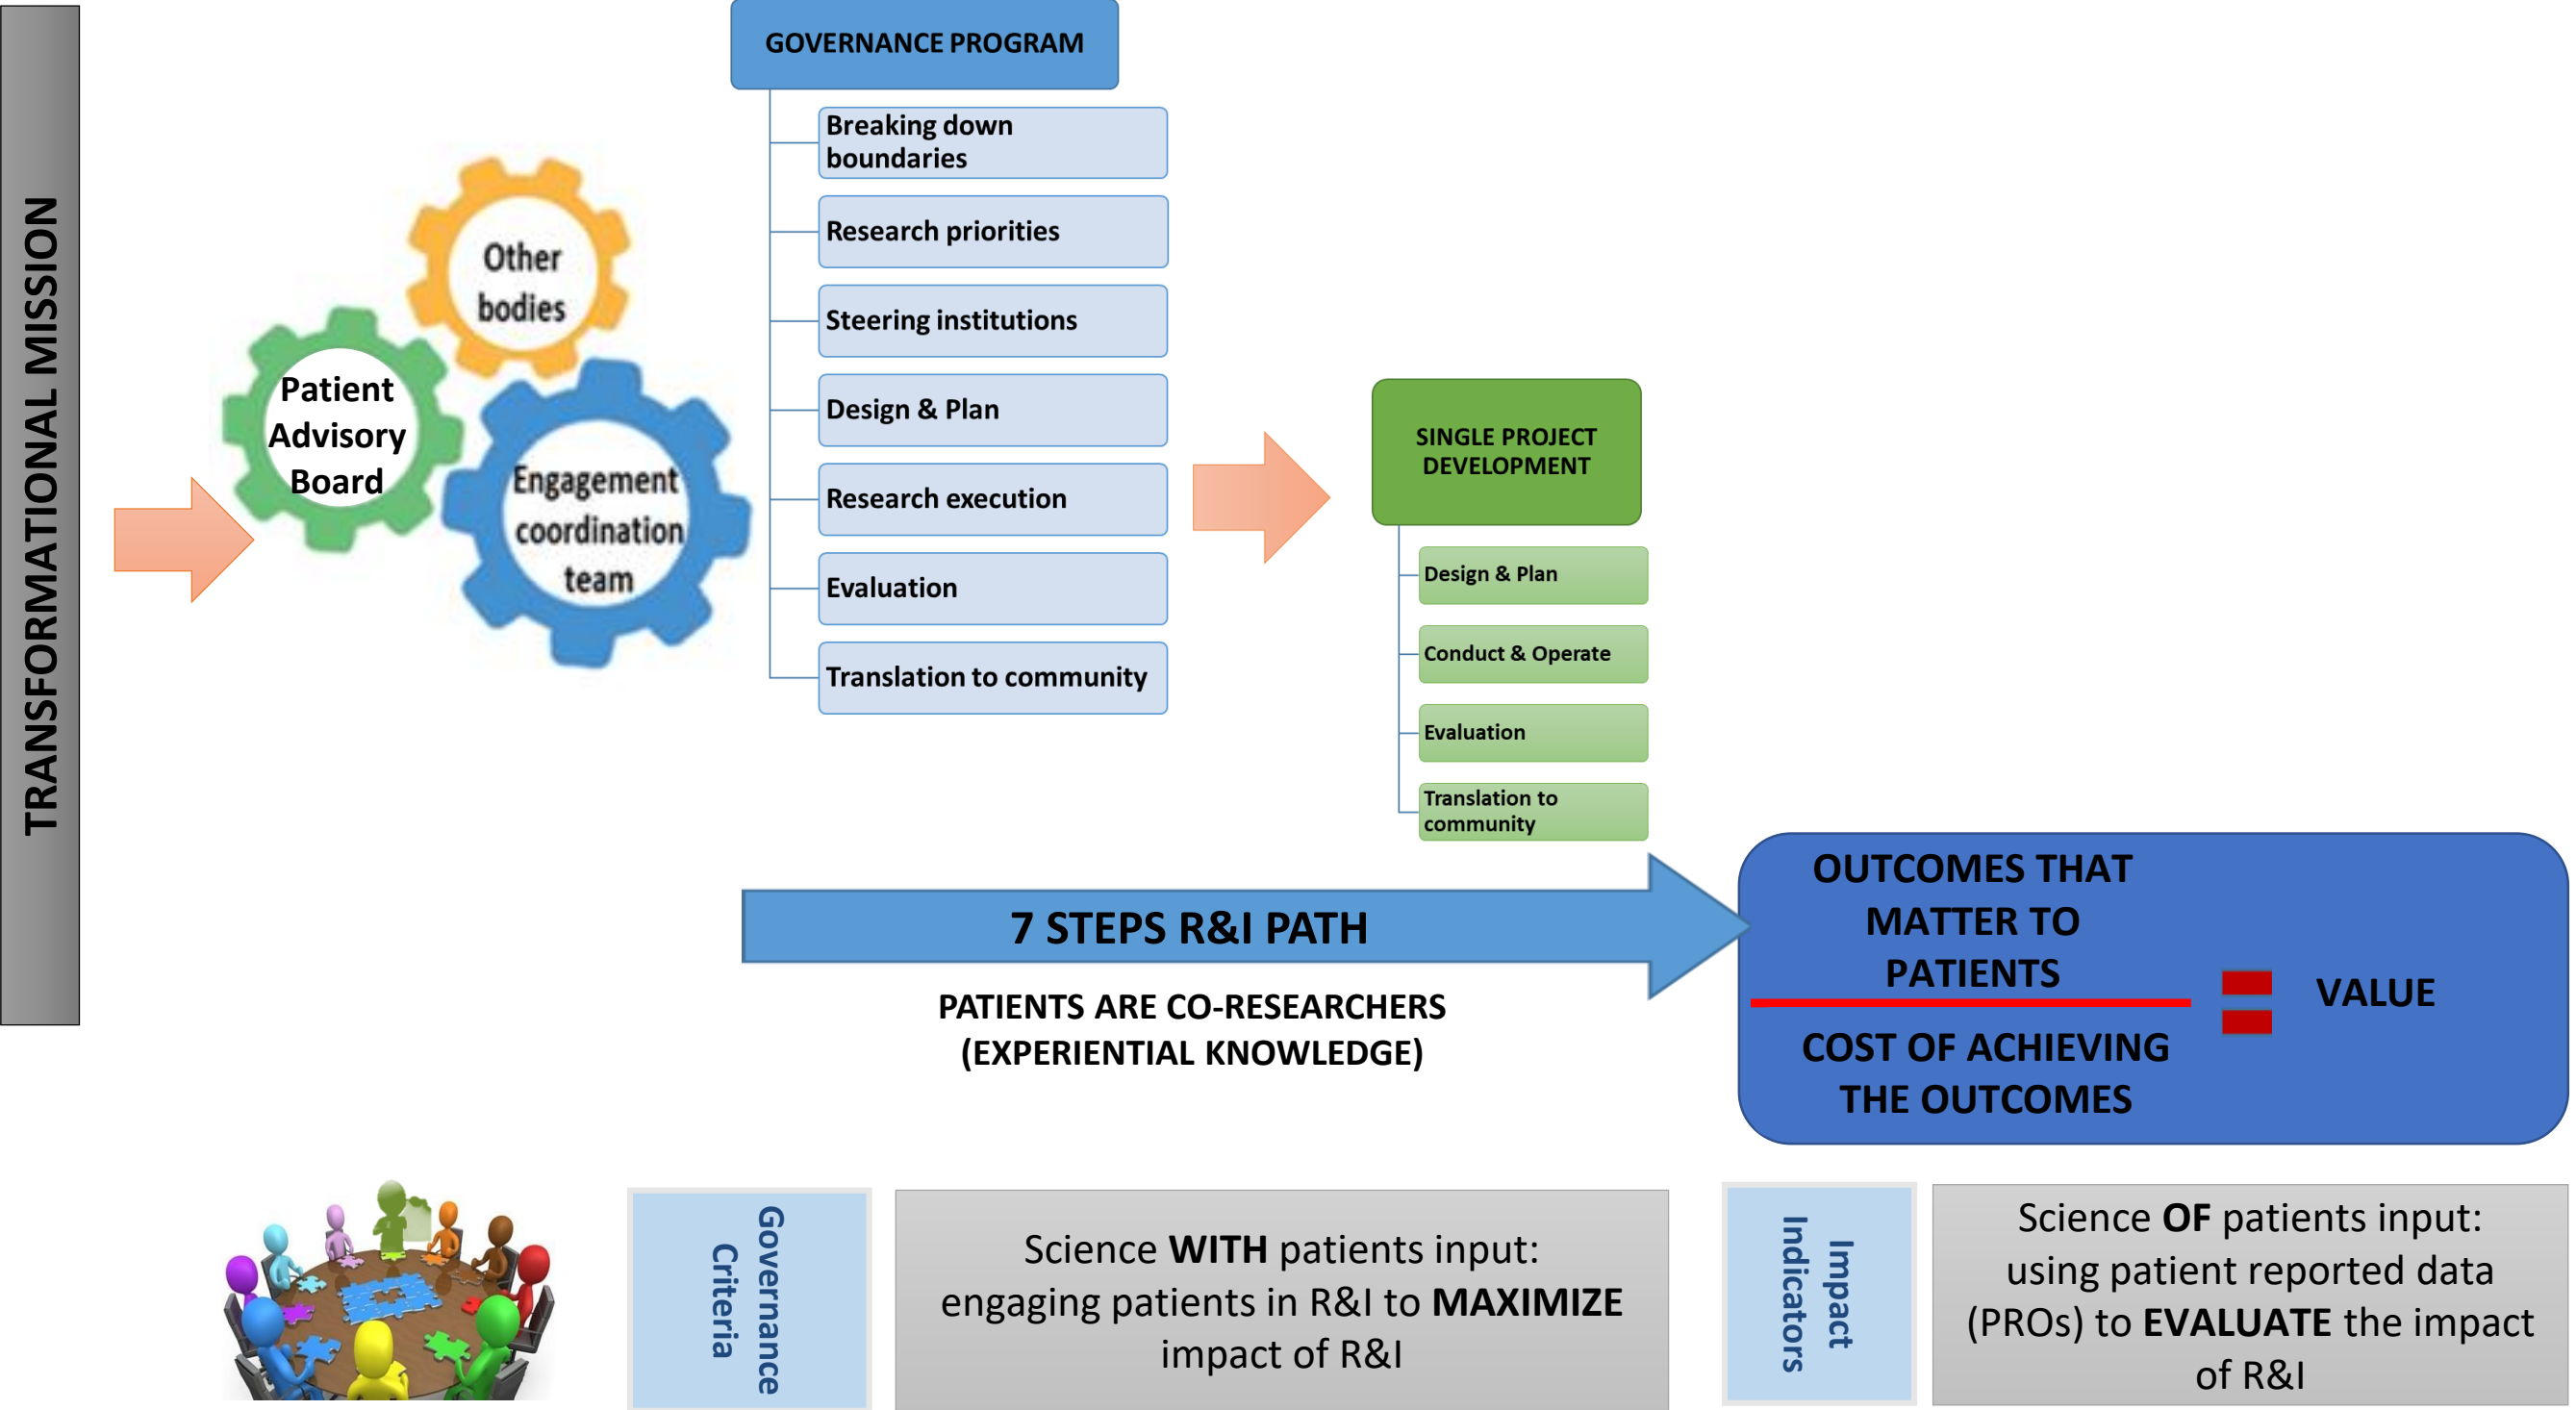 TRANSFORMATIONAL MISSION
Other
bodies
Patient
Advisory
Board
Engagement
coordination
team
GOVERNANCE PROGRAM
Breaking down
boundaries
Research priorities
Steering institutions
Design & Plan
Research execution
Evaluation
Translation to community
SINGLE PROJECT
DEVELOPMENT
Design & Plan
Conduct & Operate
Evaluation
Translation to
community
7 STEPS R&I PATH
PATIENTS ARE CO-RESEARCHERS
(EXPERIENTIAL KNOWLEDGE)
OUTCOMES THAT
MATTER TO
PATIENTS
COST OF ACHIEVING
THE OUTCOMES
=
VALUE
Governance
Criteria
Science WITH patients input:
engaging patients in R&I to MAXIMIZE
impact of R&I
Impact
Indicators
Science OF patients input:
using patient reported data
(PROs) to EVALUATE the impact
of R&I